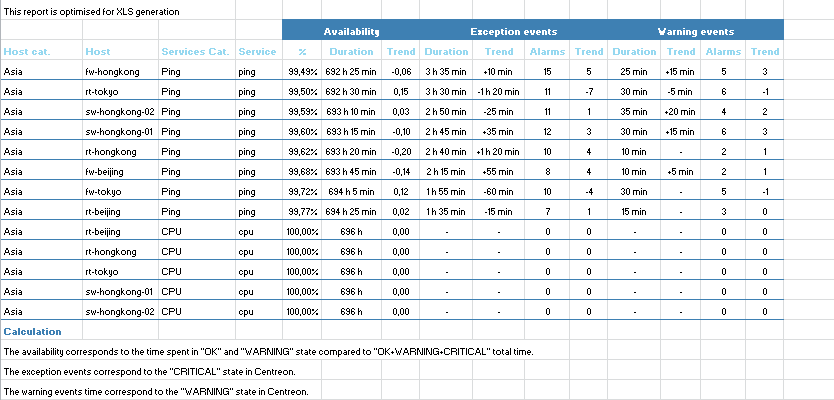 This report is optimised for XLS generation
Availability Exception events Warning events
Host cat. Host Services Cat. Service % Duration Trend Duration Trend Alarms Trend Duration Trend Alarms Trend
Asia fw-hongkong Ping ping 99,49% 692 h 25 min -0,06 3 h 35 min +10 min 15 5 25 min +15 min 5 3
Asia rt-tokyo Ping ping 99,50% 692 h 30 min 0,15 3 h 30 min -1 h 20 min 11 -7 30 min -5 min 6 -1
Asia sw-hongkong-02 Ping ping 99,59% 693 h 10 min 0,03 2 h 50 min -25 min 11 1 35 min +20 min 4 2
Asia sw-hongkong-01 Ping ping 99,60% 693 h 15 min -0,10 2 h 45 min +35 min 12 3 30 min +15 min 6 3
Asia rt-hongkong Ping ping 99,62% 693 h 20 min -0,20 2 h 40 min +1 h 20 min 10 4 10 min - 2 1
Asia fw-beijing Ping ping 99,68% 693 h 45 min -0,14 2 h 15 min +55 min 8 4 10 min +5 min 2 1
Asia fw-tokyo Ping ping 99,72% 694 h 5 min 0,12 1 h 55 min -60 min 10 -4 30 min - 5 -1
Asia rt-beijing Ping ping 99,77% 694 h 25 min 0,02 1 h 35 min -15 min 7 1 15 min - 3 0
Asia rt-beijing CPU cpu 100,00% 696 h 0,00 - - 0 0 - - 0 0
Asia rt-hongkong CPU cpu 100,00% 696 h 0,00 - - 0 0 - - 0 0
Asia rt-tokyo CPU cpu 100,00% 696 h 0,00 - - 0 0 - - 0 0
Asia sw-hongkong-01 CPU cpu 100,00% 696 h 0,00 - - 0 0 - - 0 0
Asia sw-hongkong-02 CPU cpu 100,00% 696 h 0,00 - - 0 0 - - 0 0
Calculation
The availability corresponds to the time spent in "OK" and "WARNING" state compared to "OK+WARNING+CRITICAL" total time.
The exception events correspond to the "CRITICAL" state in Centreon.
The warning events time correspond to the "WARNING" state in Centreon.